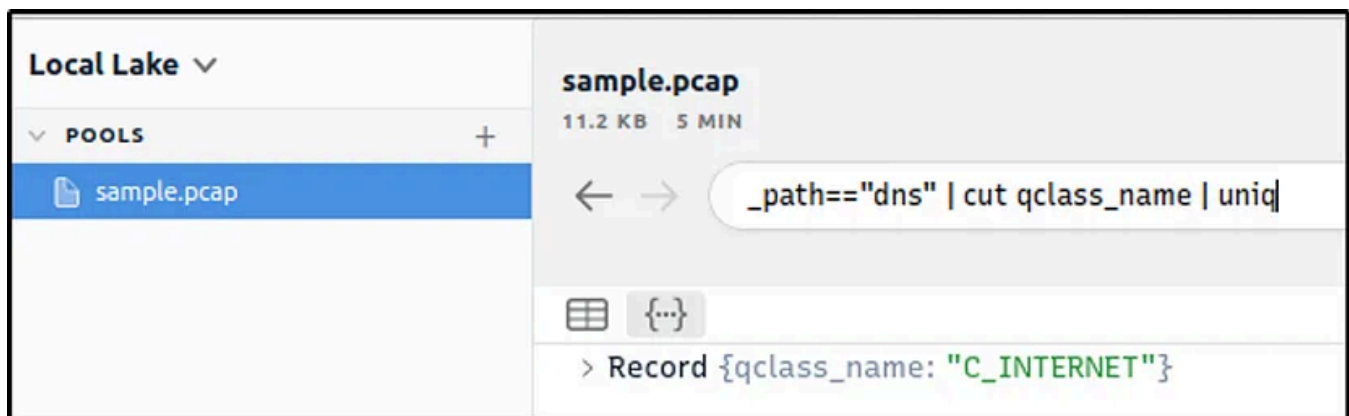 Local Lake
POOLS +
sample.pcap
sample.pcap
11.2 KB 5 MIN
_path=="dns" | cut qclass_name | uniq
> Record {qclass_name: "C_INTERNET"}